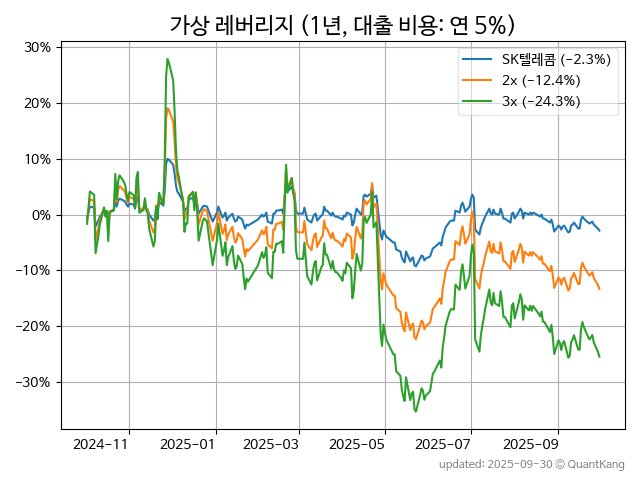 가상 레버리지 (1년, 대출 비용: 연 5%)
SK텔레콤 (−2.3%)
2x (−12.4%)
3x (−24.3%)
30%
20%
10%
0%
−10%
−20%
−30%
2024-11
2025-01
2025-03
2025-05
2025-07
2025-09
updated: 2025-09-30 © QuantKang